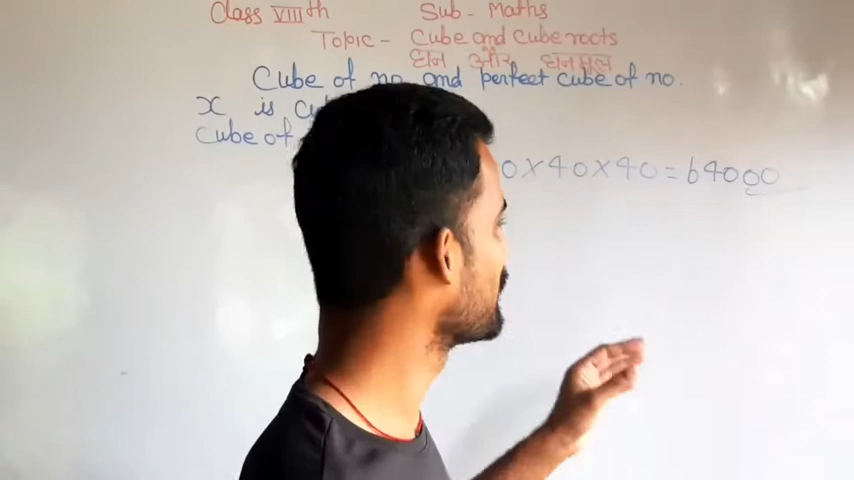 Class VIIIth Sub- Maths
Topic- Cube and Cube roots
घन और घनमूल
Cube of no. and perfect cube of no.
x is
Cube of
0×40×40=64000